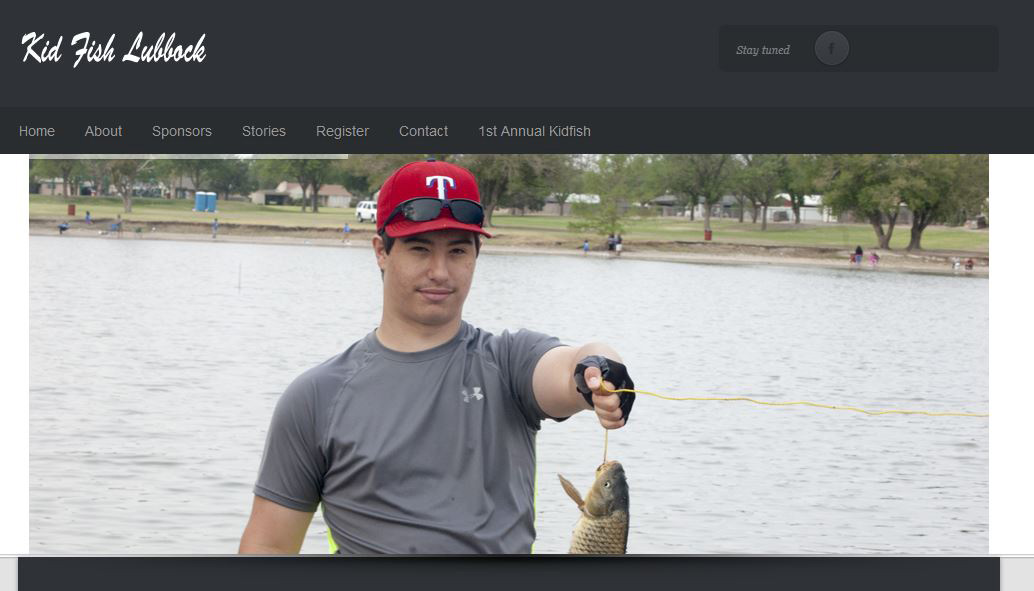 Kid Fish Lubbock
Stay tuned f
Home About Sponsors Stories Register Contact 1st Annual Kidfish
T